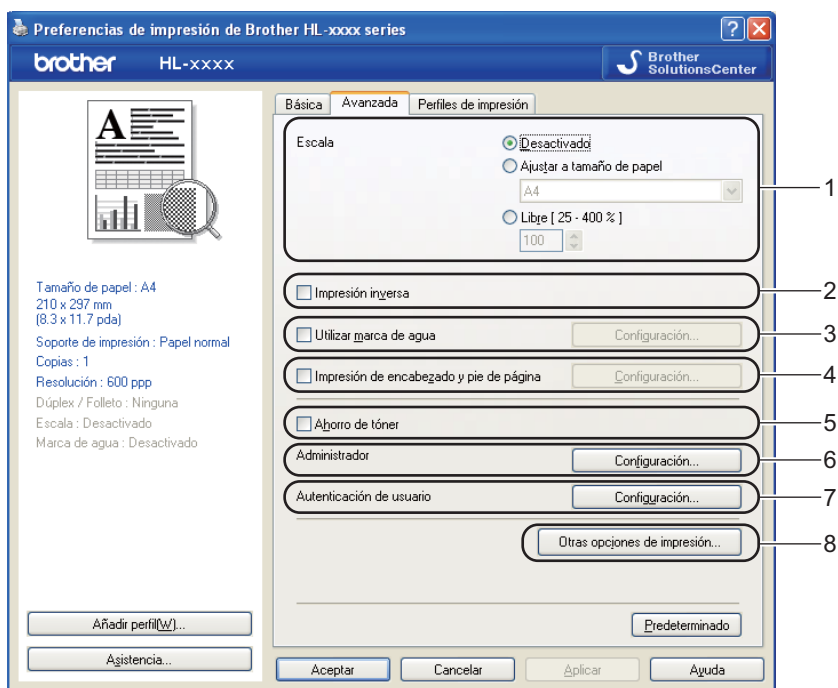 Preferencias de impresión de Brother HL-xxxx series
brother HL-xxxx
Brother
SolutionsCenter
A
Tamaño de papel : A4
210 x 297 mm
(8.3 x 11.7 pda)
Soporte de impresión : Papel normal
Copias : 1
Resolución : 600 ppp
Dúplex / Folleto : Ninguna
Escala : Desactivado
Marca de agua : Desactivado
Añadir perfil(W)...
Asistencia...
Básica Avanzada Perfiles de impresión
Escala
Desactivado
Ajustar a tamaño de papel
A4
Libre [ 25 - 400 % ]
100
1
Impresión inversa
2
Utilizar marca de agua Configuración...
3
Impresión de encabezado y pie de página Configuración...
4
Ahorro de tóner
5
Administrador Configuración...
6
Autenticación de usuario Configuración...
7
Otras opciones de impresión...
8
Predeterminado
Aceptar Cancelar Aplicar Ayuda